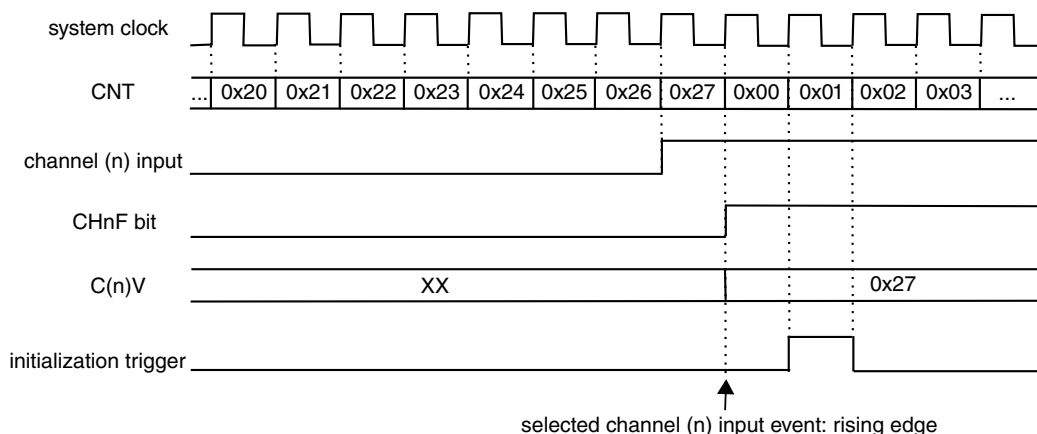 system clock
CNT ... 0x20 0x21 0x22 0x23 0x24 0x25 0x26 0x27 0x00 0x01 0x02 0x03 ...
channel (n) input
CHnF bit
C(n)V XX 0x27
initialization trigger
selected channel (n) input event: rising edge